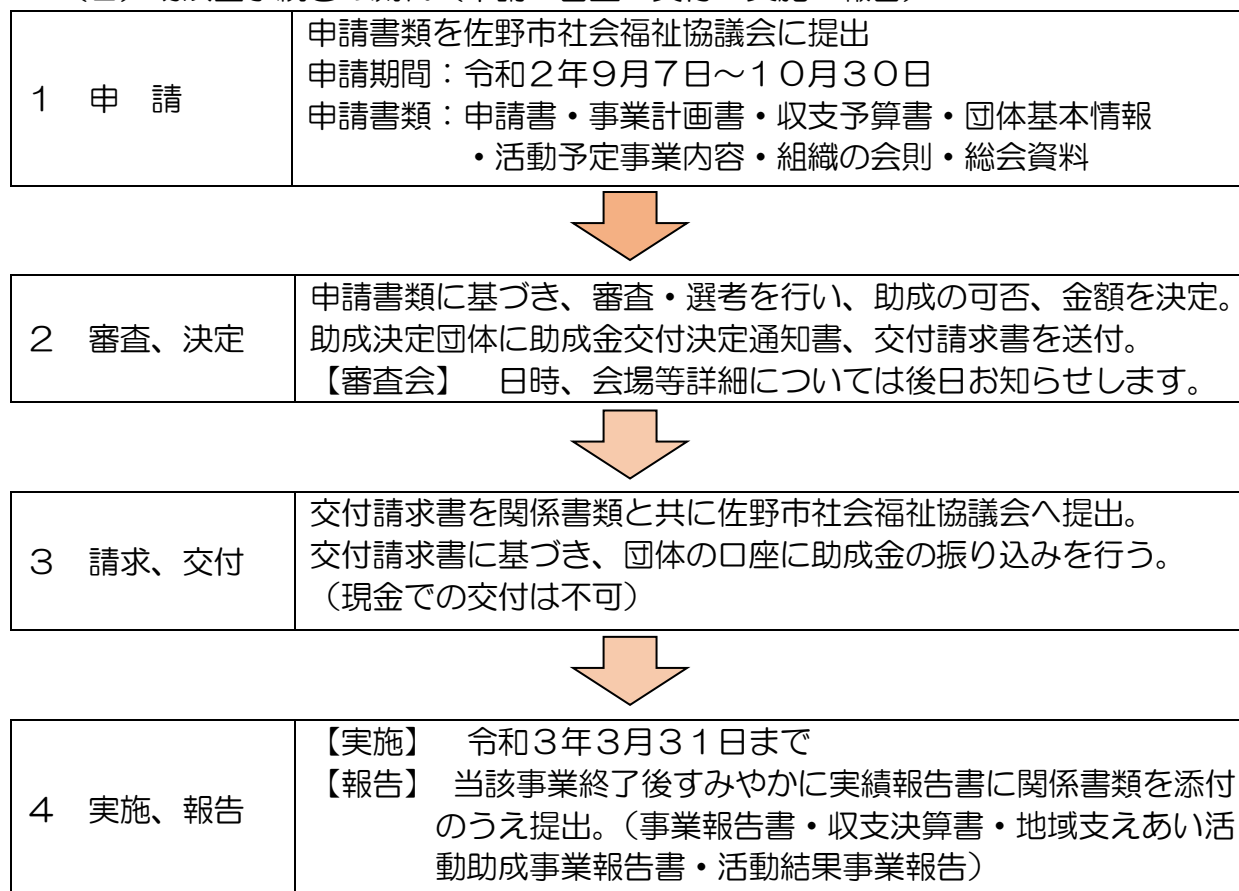 1 申 請
申請書類を佐野市社会福祉協議会に提出
申請期間：令和２年９月７日～１０月３０日
申請書類：申請書・事業計画書・収支予算書・団体基本情報
・活動予定事業内容・組織の会則・総会資料
2 審査、決定
申請書類に基づき、審査・選考を行い、助成の可否、金額を決定。
助成決定団体に助成金交付決定通知書、交付請求書を送付。
【審査会】 日時、会場等詳細については後日お知らせします。
3 請求、交付
交付請求書を関係書類と共に佐野市社会福祉協議会へ提出。
交付請求書に基づき、団体の口座に助成金の振り込みを行う。
（現金での交付は不可）
4 実施、報告
【実施】 令和３年３月３１日まで
【報告】 当該事業終了後すみやかに実績報告書に関係書類を添付
のうえ提出。（事業報告書・収支決算書・地域支えあい活
動助成事業報告書・活動結果事業報告）